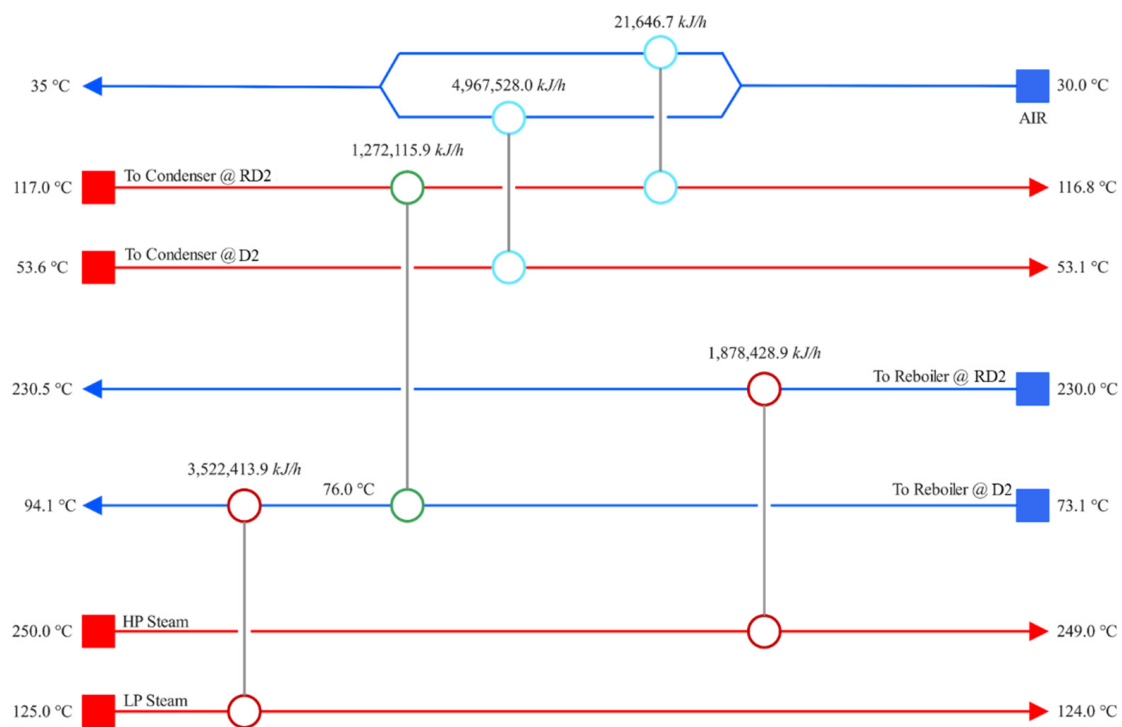 21,646.7 kJ/h
35 °C
4,967,528.0 kJ/h
30.0 °C
AIR
1,272,115.9 kJ/h
117.0 °C
To Condenser @ RD2
116.8 °C
53.6 °C
To Condenser @ D2
53.1 °C
1,878,428.9 kJ/h
230.5 °C
To Reboiler @ RD2
230.0 °C
3,522,413.9 kJ/h
94.1 °C
76.0 °C
To Reboiler @ D2
73.1 °C
250.0 °C
HP Steam
249.0 °C
125.0 °C
LP Steam
124.0 °C